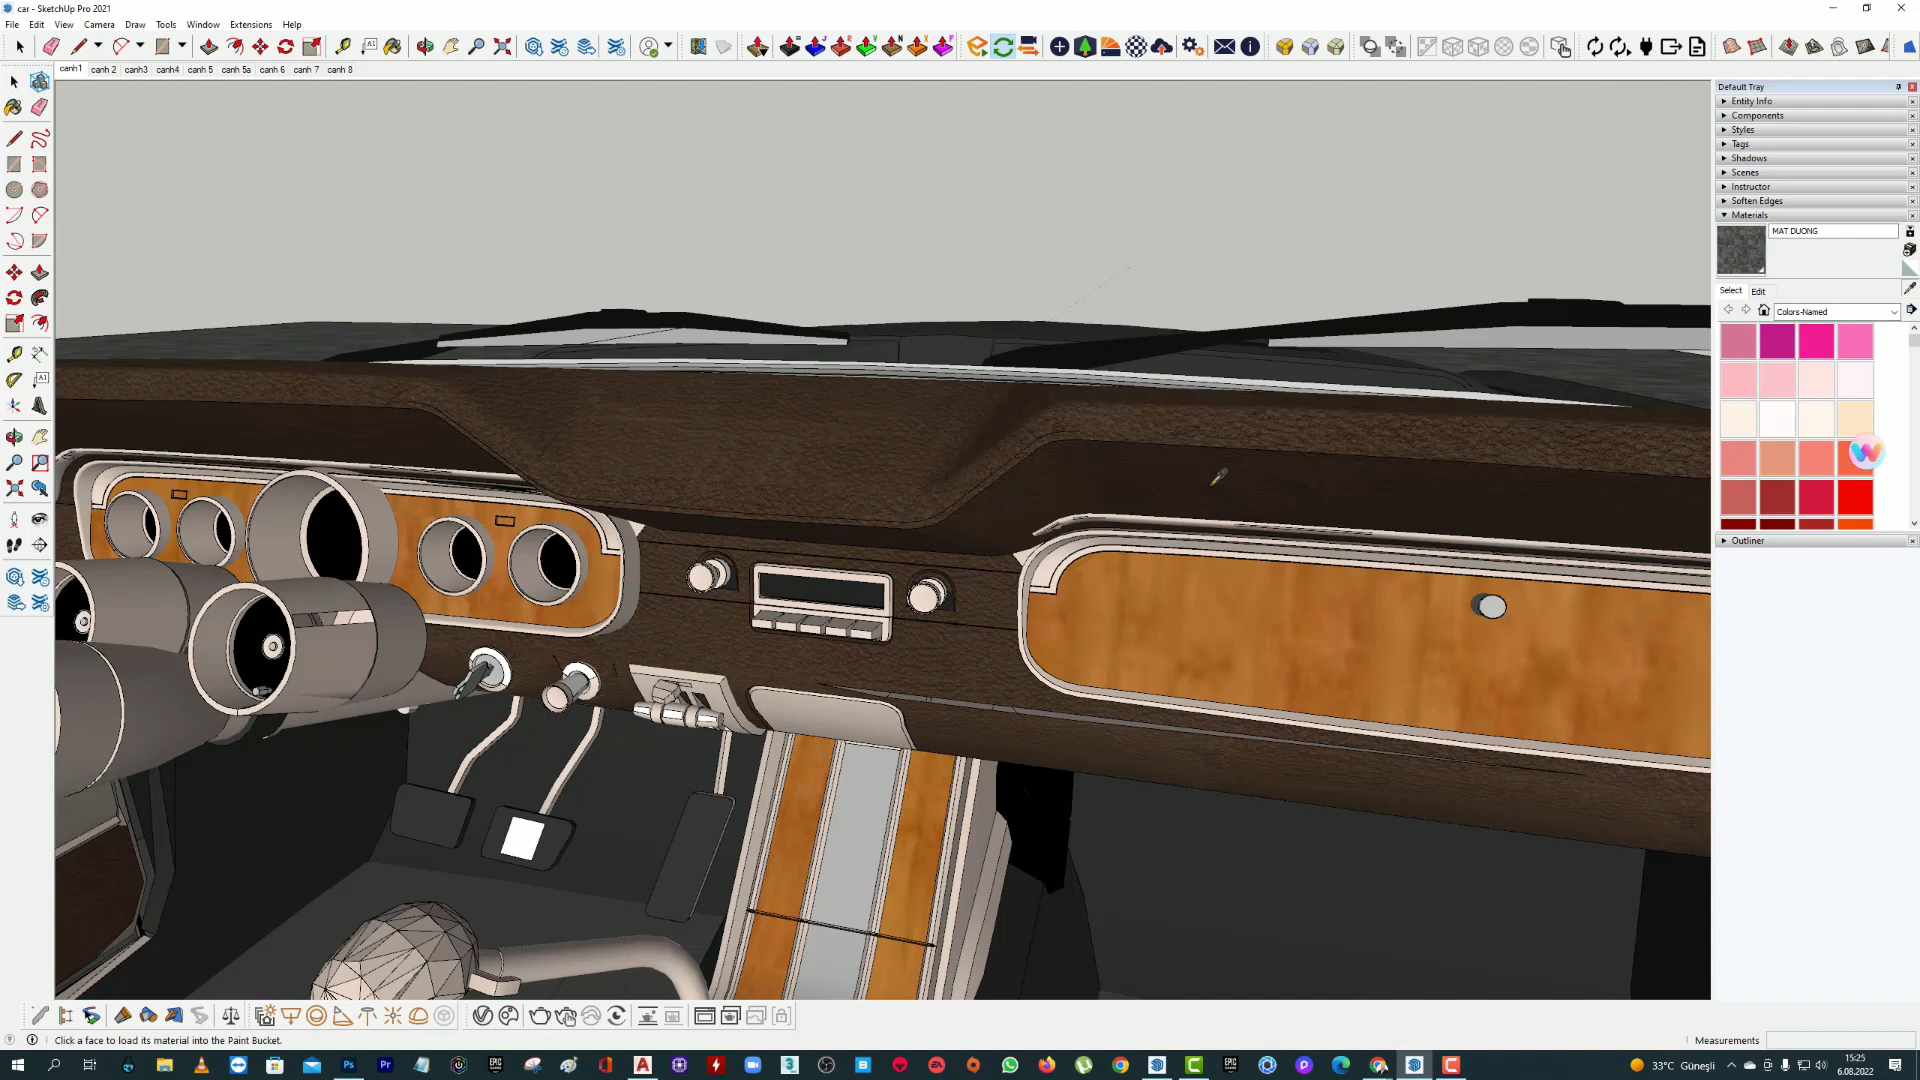 car - SketchUp Pro 2021
File Edit View Camera Draw Tools Window Extensions Help
canh1 canh 2 canh3 canh4 canh 5 canh 5a canh 6 canh 7 canh 8
Default Tray
Entity Info
Components
Styles
Tags
Shadows
Scenes
Instructor
Soften Edges
Materials
MAT DUONG
Select Edit
Colors-Named
Outliner
Click a face to load its material into the Paint Bucket.
Measurements
33°C Güneşli
15:25
6.08.2022